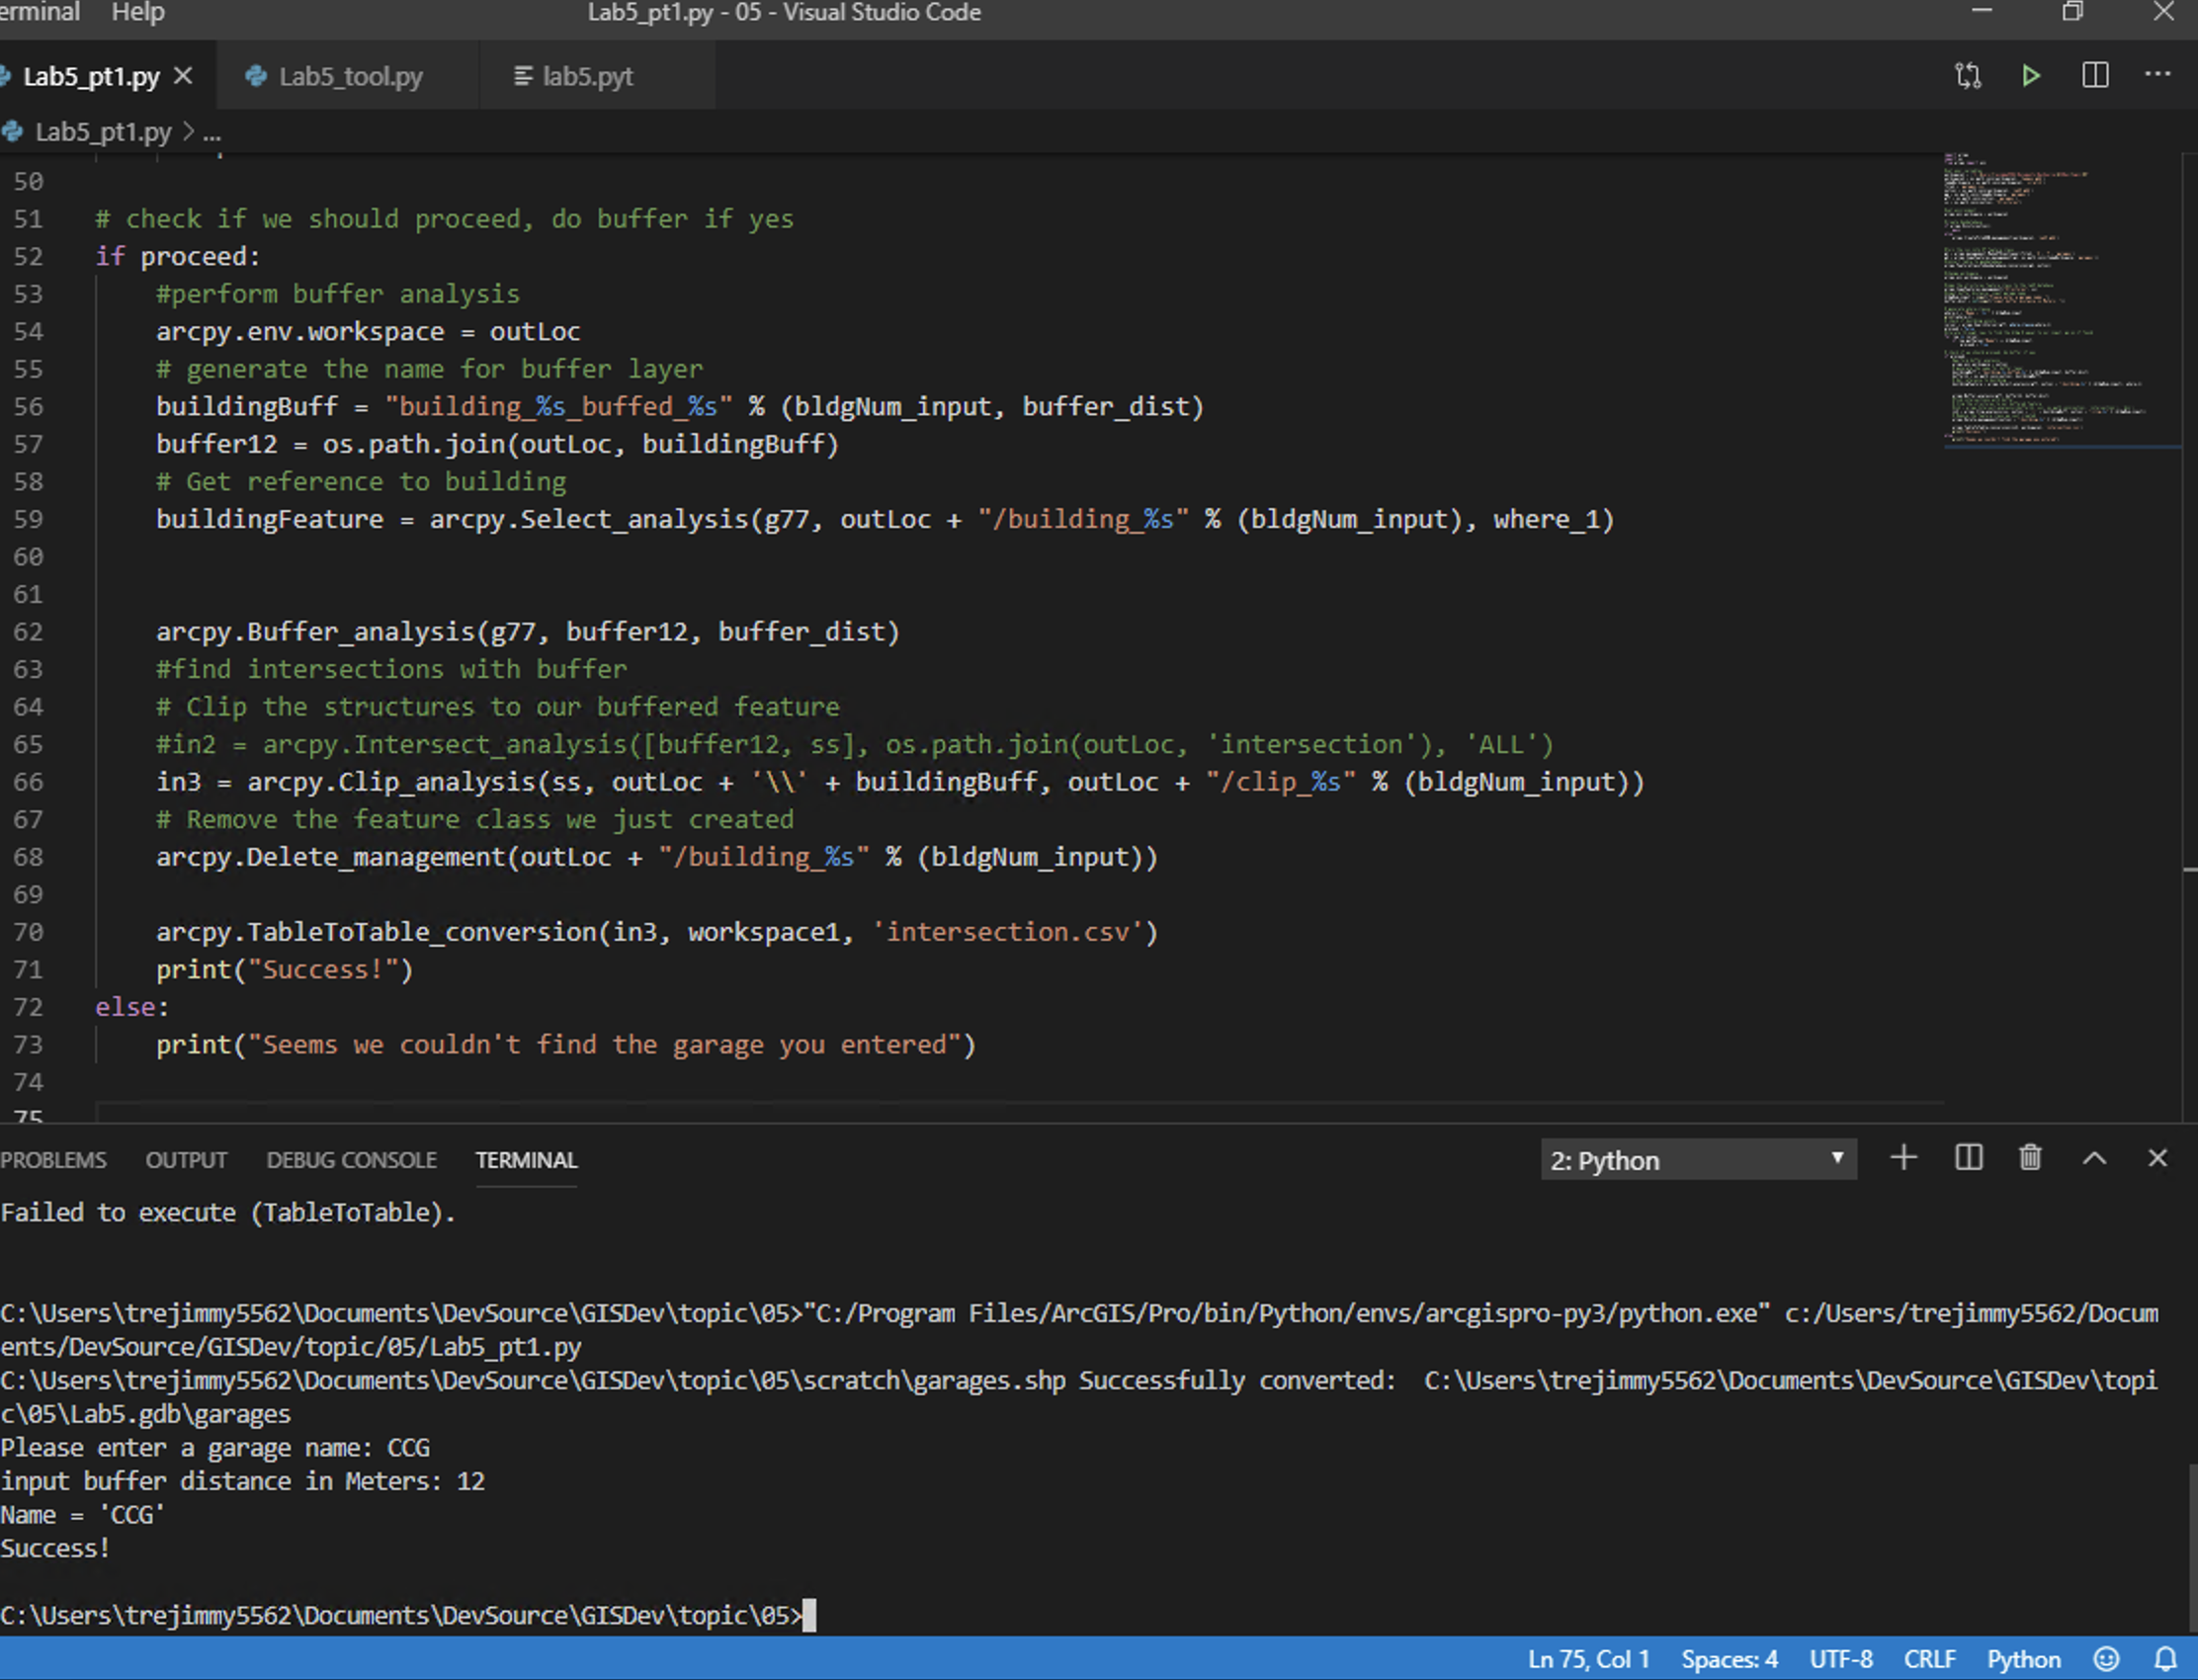 erminal Help Lab5_pt1.py - 05 - Visual Studio Code
Lab5_pt1.py Lab5_tool.py lab5.pyt
Lab5_pt1.py > ...
50
51 # check if we should proceed, do buffer if yes
52 if proceed:
53 #perform buffer analysis
54 arcpy.env.workspace = outLoc
55 # generate the name for buffer layer
56 buildingBuff = "building_%s_buffed_%s" % (bldgNum_input, buffer_dist)
57 buffer12 = os.path.join(outLoc, buildingBuff)
58 # Get reference to building
59 buildingFeature = arcpy.Select_analysis(g77, outLoc + "/building_%s" % (bldgNum_input), where_1)
60
61
62 arcpy.Buffer_analysis(g77, buffer12, buffer_dist)
63 #find intersections with buffer
64 # Clip the structures to our buffered feature
65 #in2 = arcpy.Intersect_analysis([buffer12, ss], os.path.join(outLoc, 'intersection'), 'ALL')
66 in3 = arcpy.Clip_analysis(ss, outLoc + '\\' + buildingBuff, outLoc + "/clip_%s" % (bldgNum_input))
67 # Remove the feature class we just created
68 arcpy.Delete_management(outLoc + "/building_%s" % (bldgNum_input))
69
70 arcpy.TableToTable_conversion(in3, workspace1, 'intersection.csv')
71 print("Success!")
72 else:
73 print("Seems we couldn't find the garage you entered")
74
75
PROBLEMS OUTPUT DEBUG CONSOLE TERMINAL 2: Python
Failed to execute (TableToTable).
C:\Users\trejimmy5562\Documents\DevSource\GISDev\topic\05>"C:/Program Files/ArcGIS/Pro/bin/Python/envs/arcgispro-py3/python.exe" c:/Users/trejimmy5562/Docum
ents/DevSource/GISDev/topic/05/Lab5_pt1.py
C:\Users\trejimmy5562\Documents\DevSource\GISDev\topic\05\scratch\garages.shp Successfully converted:  C:\Users\trejimmy5562\Documents\DevSource\GISDev\topi
c\05\Lab5.gdb\garages
Please enter a garage name: CCG
input buffer distance in Meters: 12
Name = 'CCG'
Success!
C:\Users\trejimmy5562\Documents\DevSource\GISDev\topic\05>
Ln 75, Col 1 Spaces: 4 UTF-8 CRLF Python